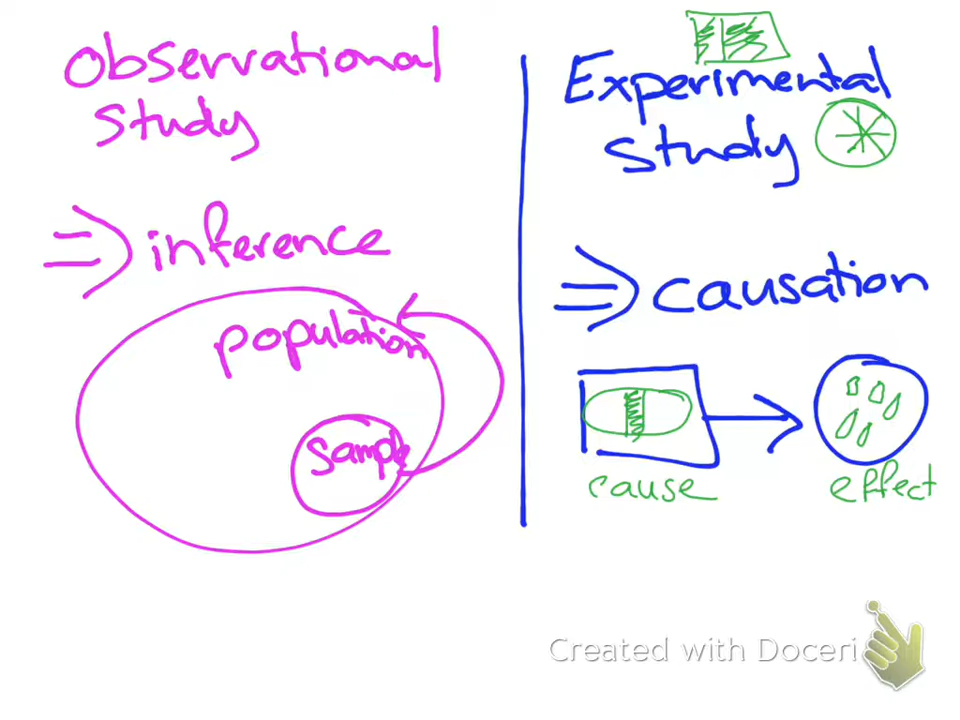 Observational
Study
=> inference
population
sample
Experimental
study
=> causation
cause
effect
Created with Doceri